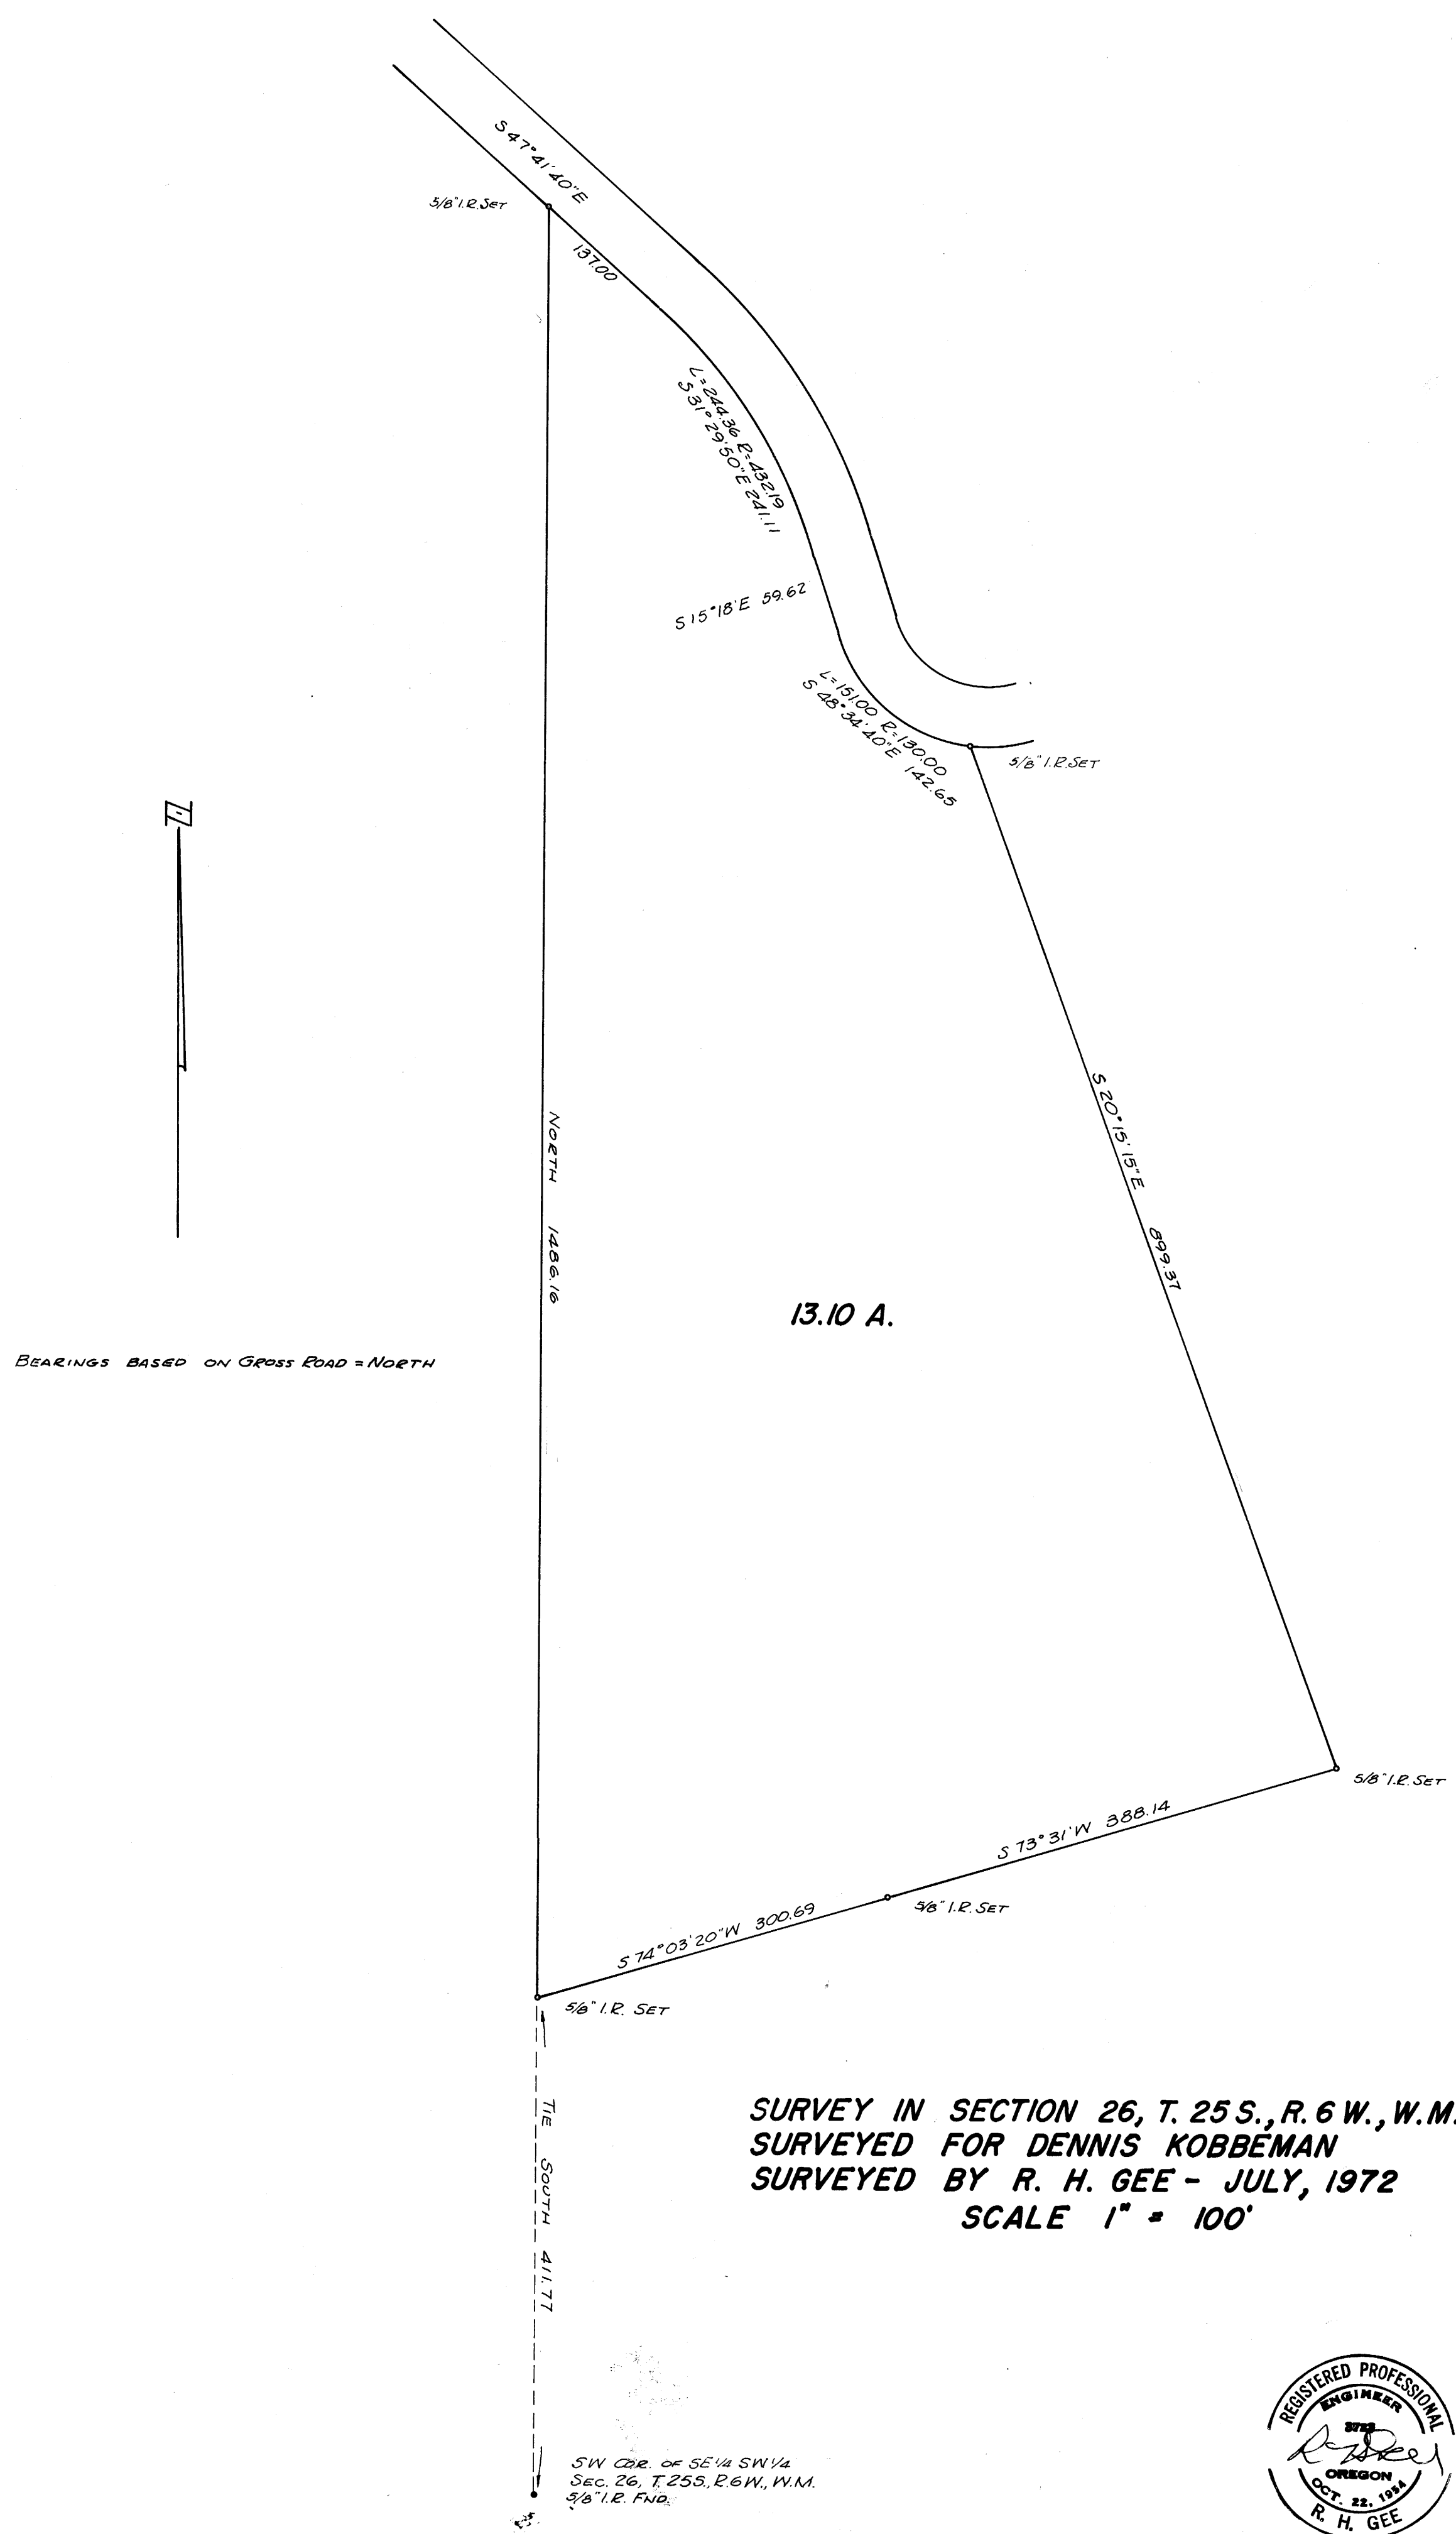 S 47°41'40"E
5/8" I.R. SET
137.00
L=244.36 R=432.19
S 31° 29'50"E 241.11
S 15°18'E 59.62
L=151.00 R=130.00
S 48°34'40"E 142.65
5/8" I.R. SET
S 20°15'15"E 899.37
NORTH 1486.16
13.10 A.
BEARINGS BASED ON GROSS ROAD = NORTH
5/8" I.R. SET
S 73°31'W 388.14
5/8" I.R. SET
S 74°03'20"W 300.69
5/8" I.R. SET
TIE SOUTH 411.77
SURVEY IN SECTION 26, T. 25 S., R. 6 W., W.M.
SURVEYED FOR DENNIS KOBBEMAN
SURVEYED BY R. H. GEE - JULY, 1972
SCALE 1" = 100'
SW COR. OF SE 1/4 SW 1/4
SEC. 26, T. 25S., R.6W., W.M.
5/8" I.R. FND.
REGISTERED PROFESSIONAL
ENGINEER
OREGON
OCT. 22, 1954
R. H. GEE